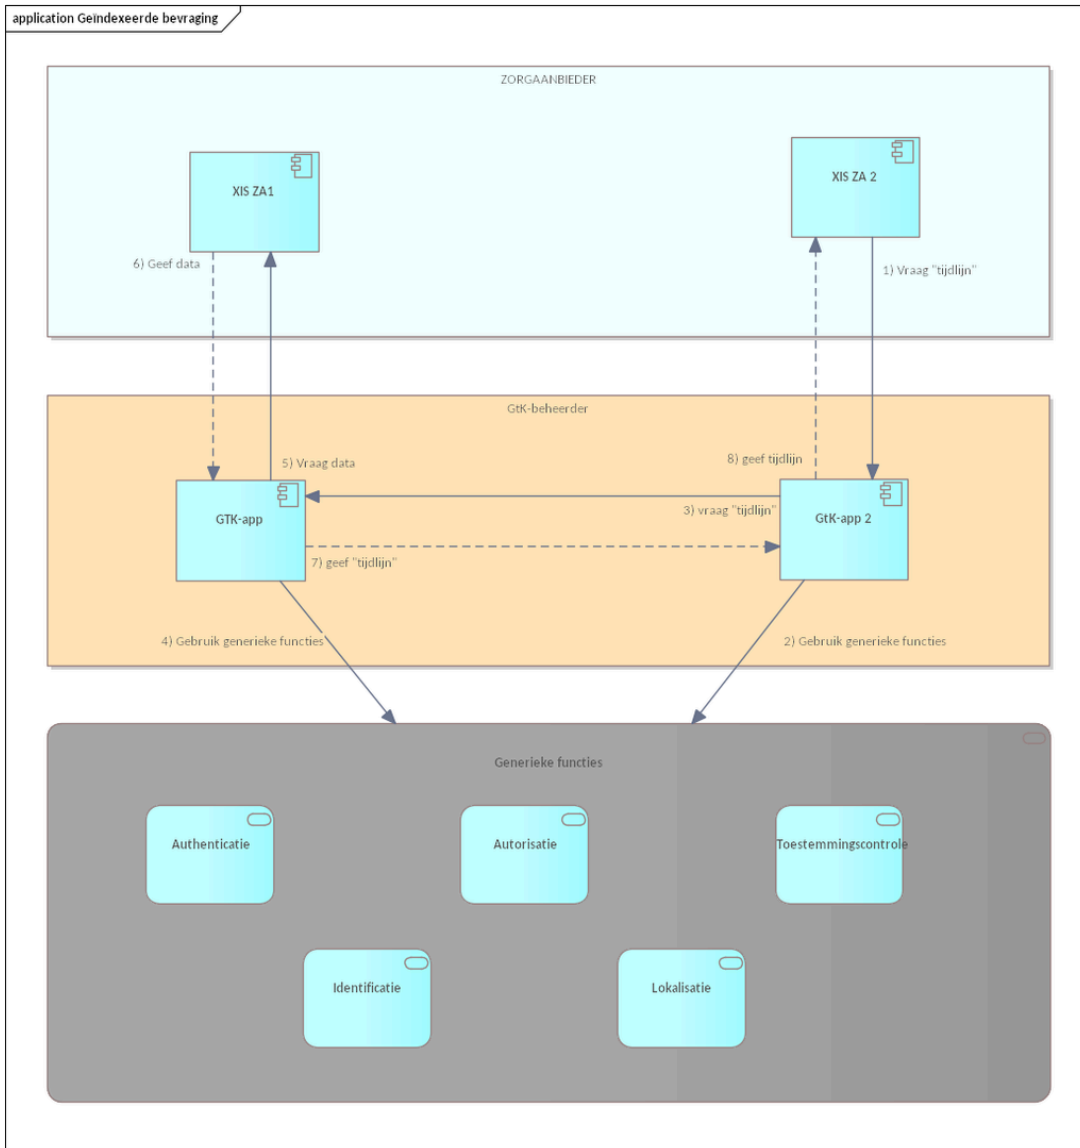 application Geïndexeerde bevraging
ZORGAANBIEDER
XIS ZA1
XIS ZA 2
6) Geef data
1) Vraag "tijdlijn"
GtK-beheerder
5) Vraag data
8) geef tijdlijn
GTK-app
GtK-app 2
3) vraag "tijdlijn"
7) geef "tijdlijn"
4) Gebruik generieke functies
2) Gebruik generieke functies
Generieke functies
Authenticatie
Autorisatie
Toestemmingscontrole
Identificatie
Lokalisatie